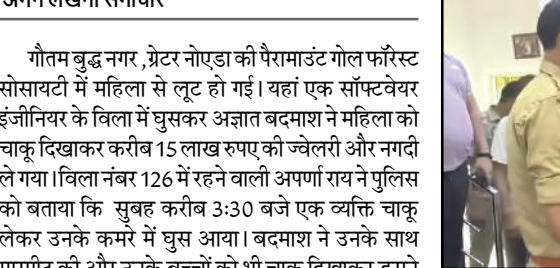 गौतम बुद्ध नगर ,ग्रेटर नोएडा की पैरामाउंट गोल फॉरेस्ट
सोसायटी में महिला से लूट हो गई। यहां एक सॉफ्टवेयर
इंजीनियर के विला में घुसकर अज्ञात बदमाश ने महिला को
चाकू दिखाकर करीब 15 लाख रुपए की ज्वेलरी और नगदी
ले गया।विला नंबर 126 में रहने वाली अपर्णा राय ने पुलिस
को बताया कि सुबह करीब 3:30 बजे एक व्यक्ति चाकू
लेकर उनके कमरे में घुस आया। बदमाश ने उनके साथ